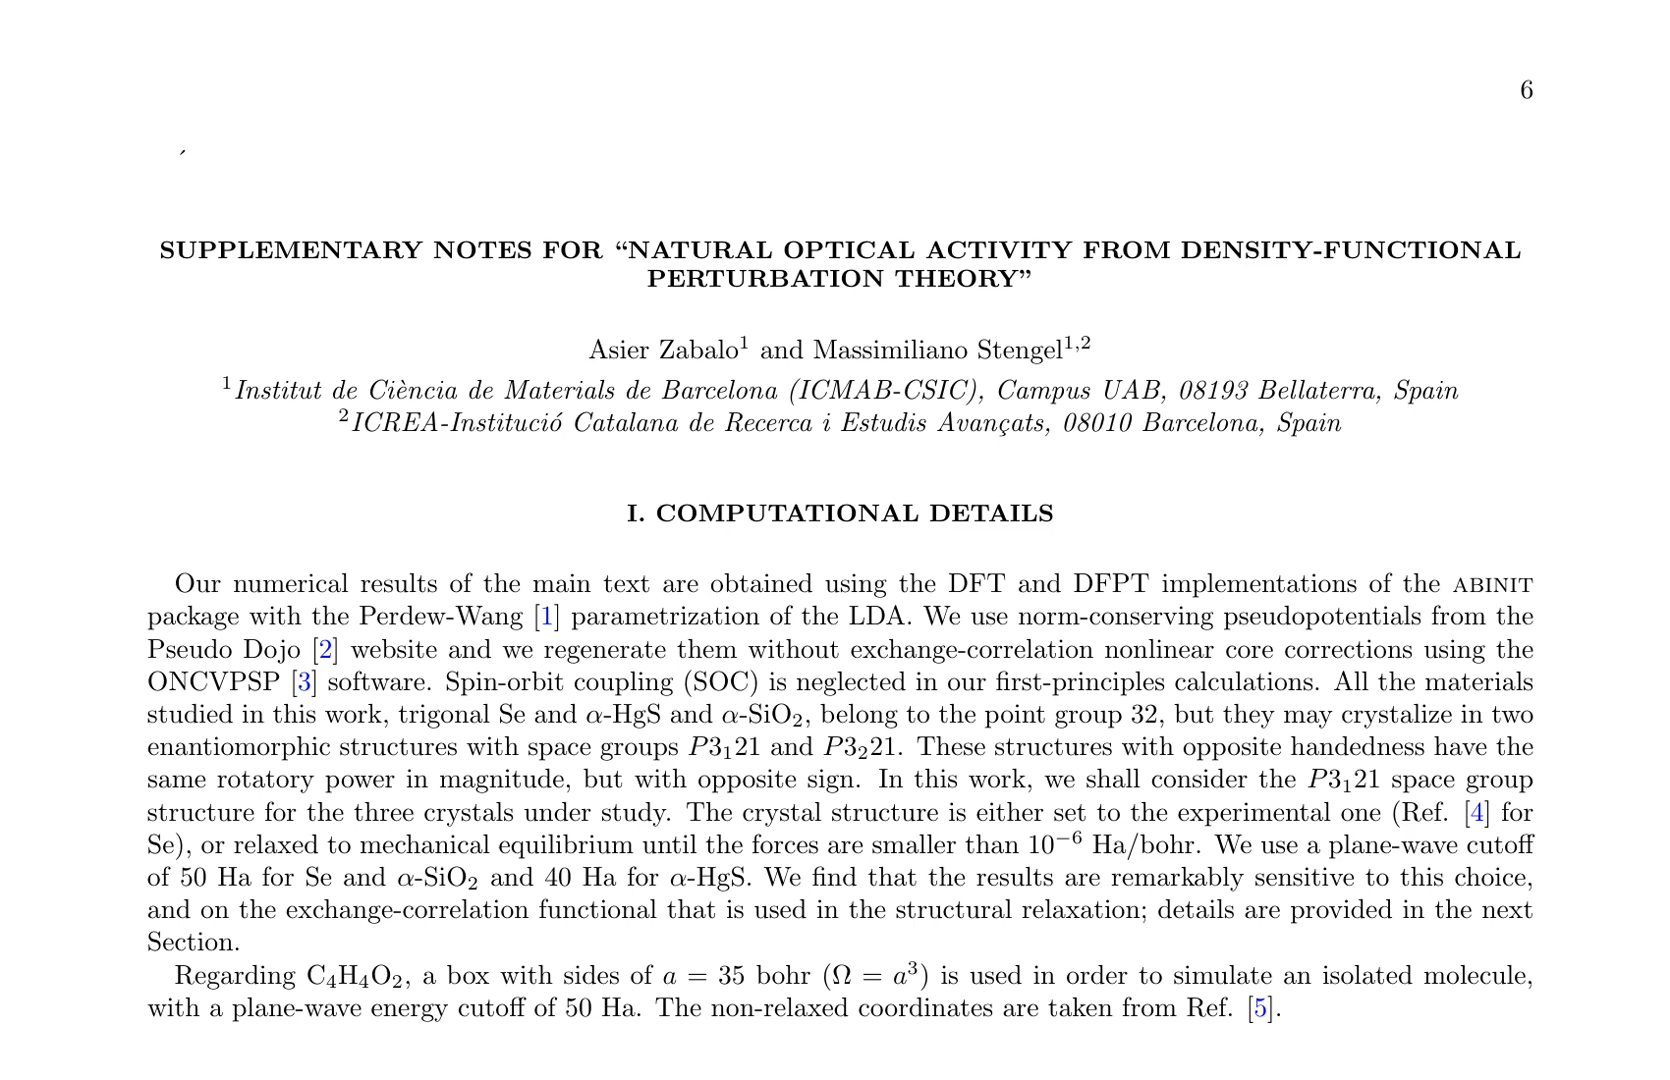 6
´
SUPPLEMENTARY NOTES FOR “NATURAL OPTICAL ACTIVITY FROM DENSITY-FUNCTIONAL
PERTURBATION THEORY”
Asier Zabalo¹ and Massimiliano Stengel¹,²
¹Institut de Ciència de Materials de Barcelona (ICMAB-CSIC), Campus UAB, 08193 Bellaterra, Spain
²ICREA-Institució Catalana de Recerca i Estudis Avançats, 08010 Barcelona, Spain
I. COMPUTATIONAL DETAILS
Our numerical results of the main text are obtained using the DFT and DFPT implementations of the ABINIT
package with the Perdew-Wang [1] parametrization of the LDA. We use norm-conserving pseudopotentials from the
Pseudo Dojo [2] website and we regenerate them without exchange-correlation nonlinear core corrections using the
ONCVPSP [3] software. Spin-orbit coupling (SOC) is neglected in our first-principles calculations. All the materials
studied in this work, trigonal Se and α-HgS and α-SiO₂, belong to the point group 32, but they may crystalize in two
enantiomorphic structures with space groups P3₁21 and P3₂21. These structures with opposite handedness have the
same rotatory power in magnitude, but with opposite sign. In this work, we shall consider the P3₁21 space group
structure for the three crystals under study. The crystal structure is either set to the experimental one (Ref. [4] for
Se), or relaxed to mechanical equilibrium until the forces are smaller than 10⁻⁶ Ha/bohr. We use a plane-wave cutoff
of 50 Ha for Se and α-SiO₂ and 40 Ha for α-HgS. We find that the results are remarkably sensitive to this choice,
and on the exchange-correlation functional that is used in the structural relaxation; details are provided in the next
Section.
Regarding C₄H₄O₂, a box with sides of a = 35 bohr (Ω = a³) is used in order to simulate an isolated molecule,
with a plane-wave energy cutoff of 50 Ha. The non-relaxed coordinates are taken from Ref. [5].